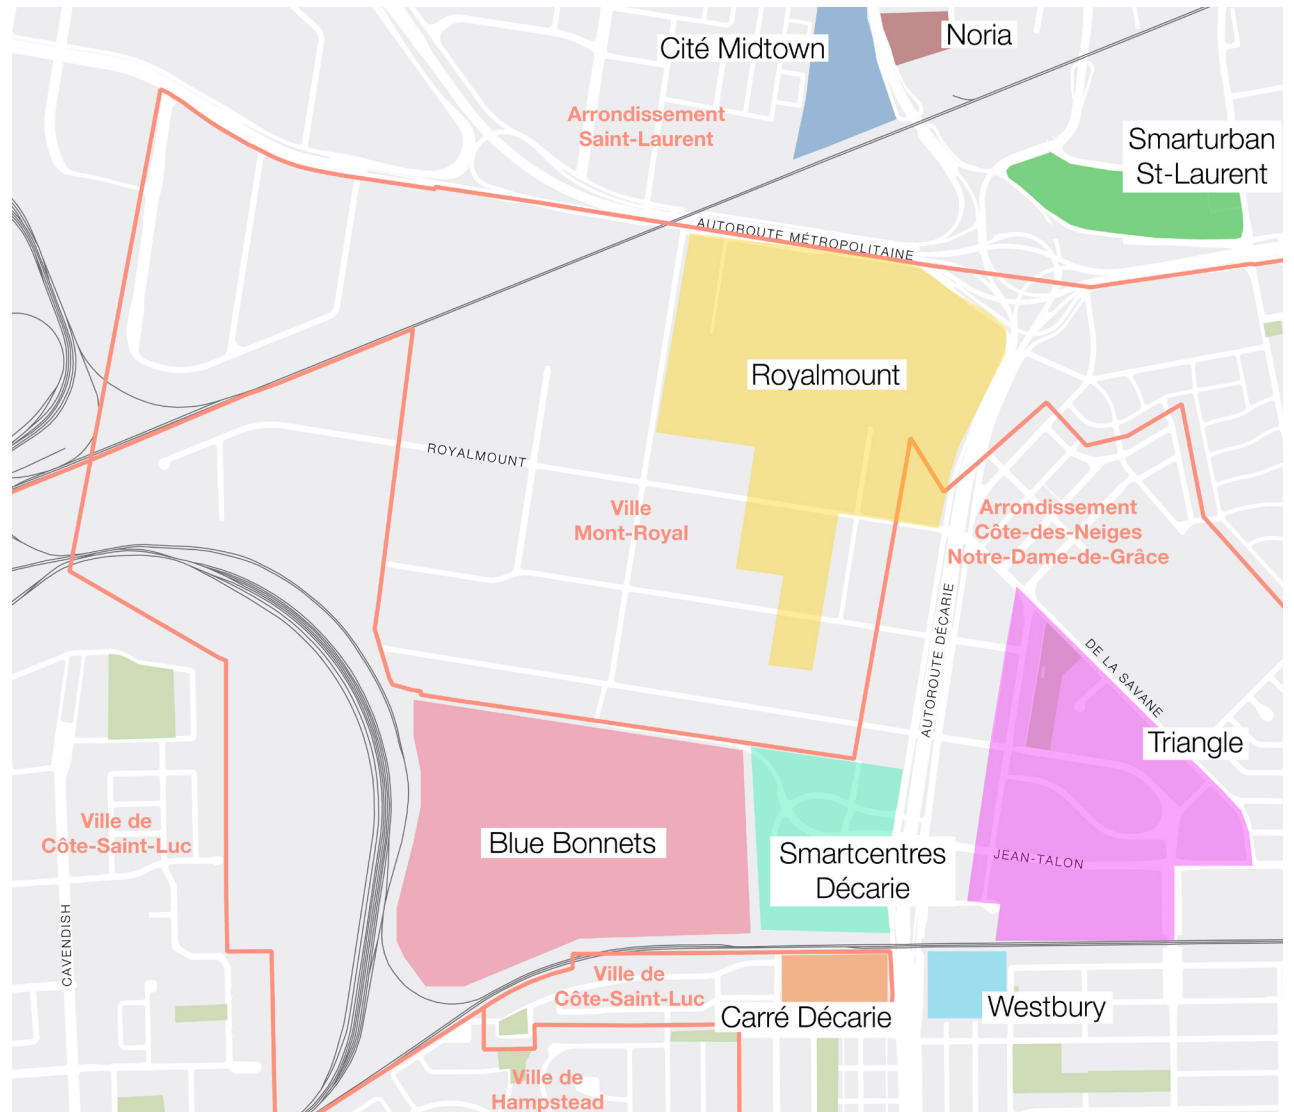 Noria
Cité Midtown
Arrondissement
Saint-Laurent
Smarturban
St-Laurent
AUTOROUTE MÉTROPOLITAINE
Royalmount
ROYALMOUNT
Ville
Mont-Royal
Arrondissement
Côte-des-Neiges
Notre-Dame-de-Grâce
AUTOROUTE DÉCARIE
DE LA SAVANE
Triangle
Ville de
Côte-Saint-Luc
Blue Bonnets
Smartcentres
Décarie
JEAN-TALON
CAVENDISH
Ville de
Côte-Saint-Luc
Carré Décarie
Westbury
Ville de
Hampstead